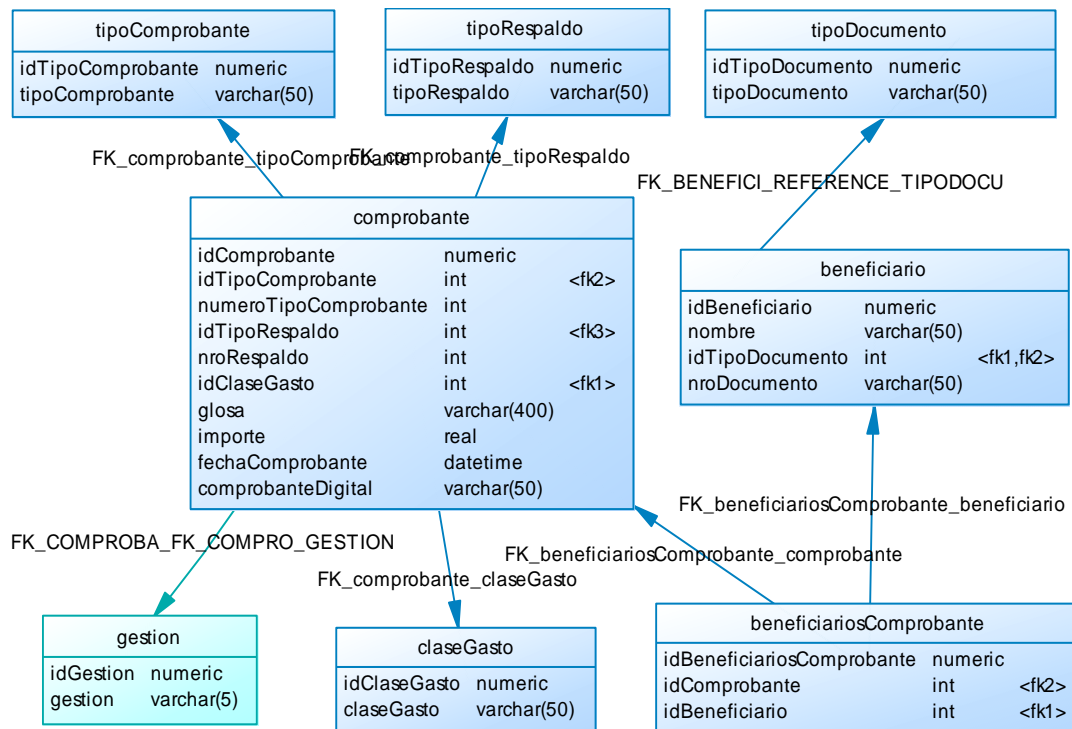 tipoComprobante
idTipoComprobante numeric
tipoComprobante varchar(50)
tipoRespaldo
idTipoRespaldo numeric
tipoRespaldo varchar(50)
tipoDocumento
idTipoDocumento numeric
tipoDocumento varchar(50)
FK_comprobante_tipoComprobante
FK_comprobante_tipoRespaldo
FK_BENEFICI_REFERENCE_TIPODOCU
comprobante
idComprobante numeric
idTipoComprobante int <fk2>
numeroTipoComprobante int
idTipoRespaldo int <fk3>
nroRespaldo int
idClaseGasto int <fk1>
glosa varchar(400)
importe real
fechaComprobante datetime
comprobanteDigital varchar(50)
beneficiario
idBeneficiario numeric
nombre varchar(50)
idTipoDocumento int <fk1,fk2>
nroDocumento varchar(50)
FK_beneficiariosComprobante_beneficiario
FK_COMPROBA_FK_COMPRO_GESTION
FK_beneficiariosComprobante_comprobante
FK_comprobante_claseGasto
gestion
idGestion numeric
gestion varchar(5)
claseGasto
idClaseGasto numeric
claseGasto varchar(50)
beneficiariosComprobante
idBeneficiariosComprobante numeric
idComprobante int <fk2>
idBeneficiario int <fk1>